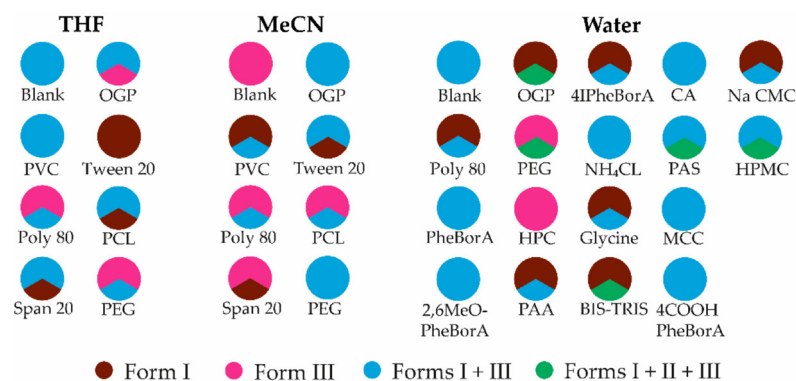 THF MeCN Water
Blank OGP Blank OGP Blank OGP 4IPheBorA CA Na CMC
PVC Tween 20 PVC Tween 20 Poly 80 PEG NH₄CL PAS HPMC
Poly 80 PCL Poly 80 PCL PheBorA HPC Glycine MCC
Span 20 PEG Span 20 PEG 2,6MeO- PAA BIS-TRIS 4COOH
PheBorA PheBorA
Form I Form III Forms I + III Forms I + II + III